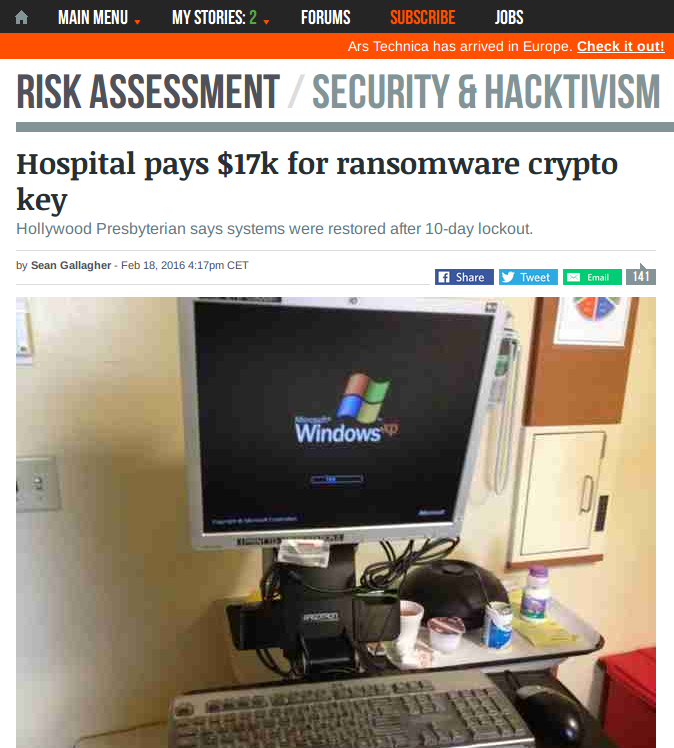 MAIN MENU
MY STORIES: 2
FORUMS
SUBSCRIBE
JOBS
Ars Technica has arrived in Europe. Check it out!
RISK ASSESSMENT / SECURITY & HACKTIVISM
Hospital pays $17k for ransomware crypto
key
Hollywood Presbyterian says systems were restored after 10-day lockout.
by Sean Gallagher - Feb 18, 2016 4:17pm CET
Share
Tweet
Email
141
Microsoft
Windows xp
Copyright © Microsoft Corporation
Microsoft
ERGOTRON